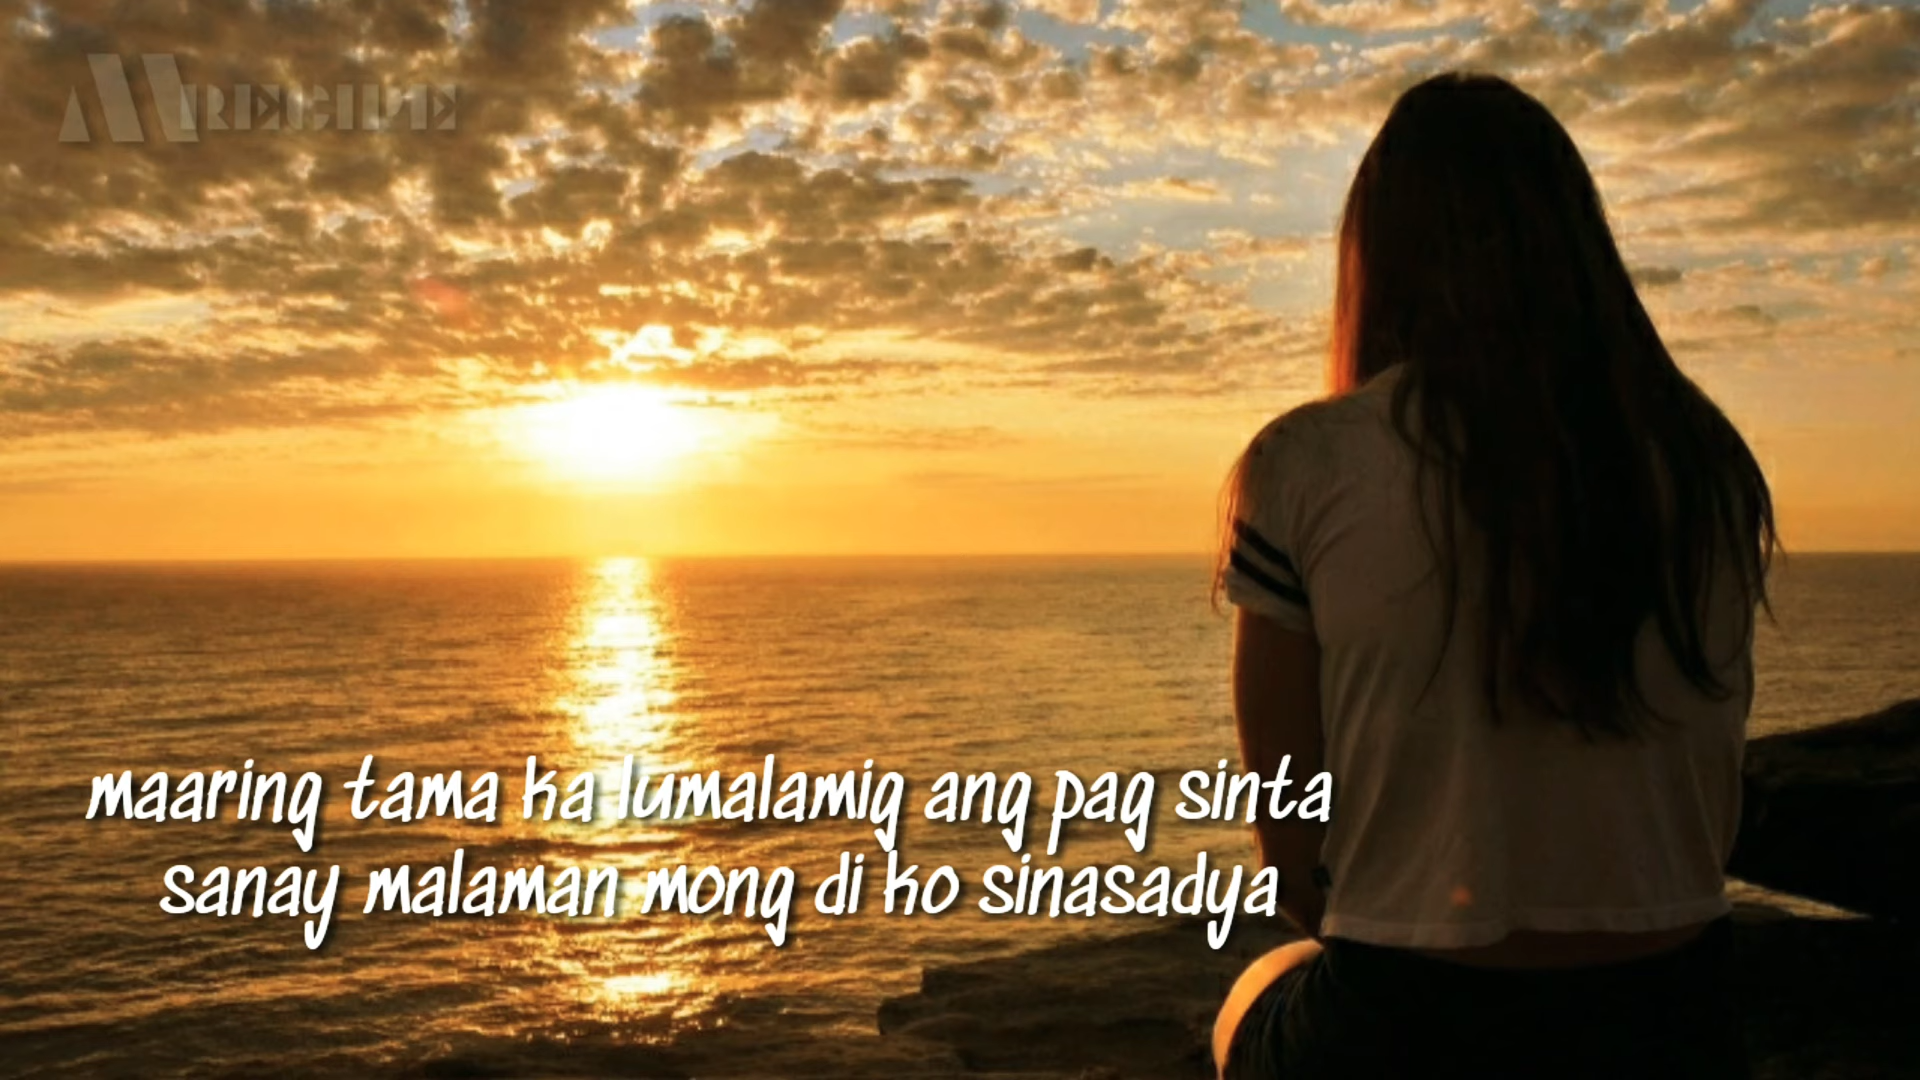 maaring tama ka lumalamig ang pag sinta
sanay malaman mong di ko sinasadya